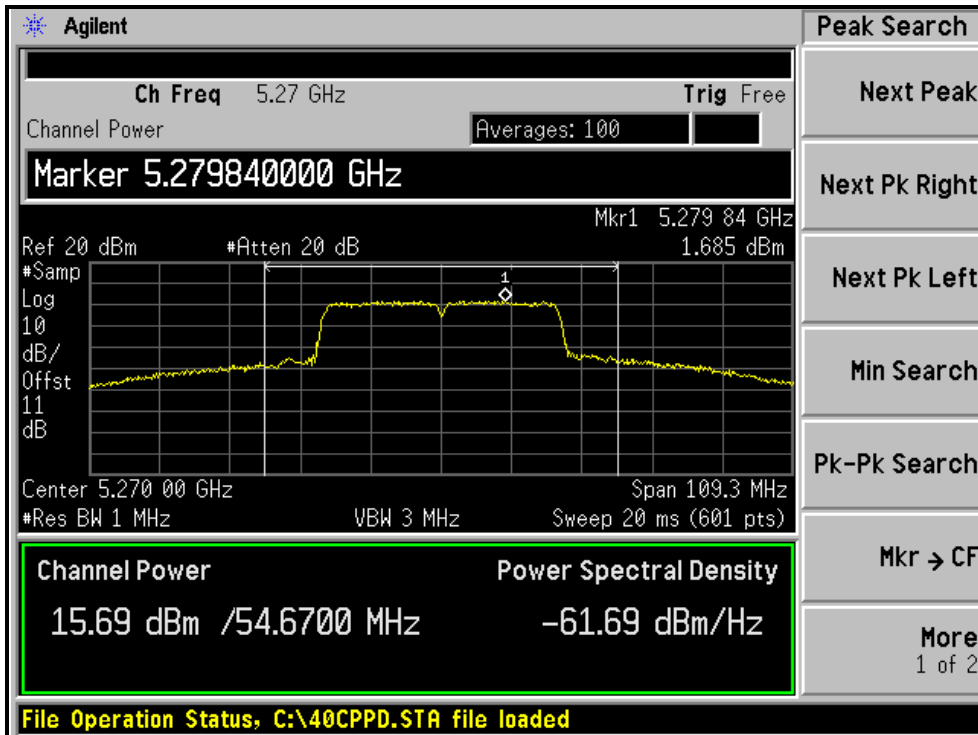 Agilent
Peak Search
Ch Freq 5.27 GHz Trig Free
Channel Power Averages: 100
Marker 5.279840000 GHz
Mkr1 5.279 84 GHz
Ref 20 dBm #Atten 20 dB 1.685 dBm
#Samp
Log
10
dB/
Offst
11
dB
1
Center 5.270 00 GHz Span 109.3 MHz
#Res BW 1 MHz VBW 3 MHz Sweep 20 ms (601 pts)
Channel Power Power Spectral Density
15.69 dBm /54.6700 MHz -61.69 dBm/Hz
File Operation Status, C:\40CPPD.STA file loaded
Next Peak
Next Pk Right
Next Pk Left
Min Search
Pk-Pk Search
Mkr → CF
More
1 of 2